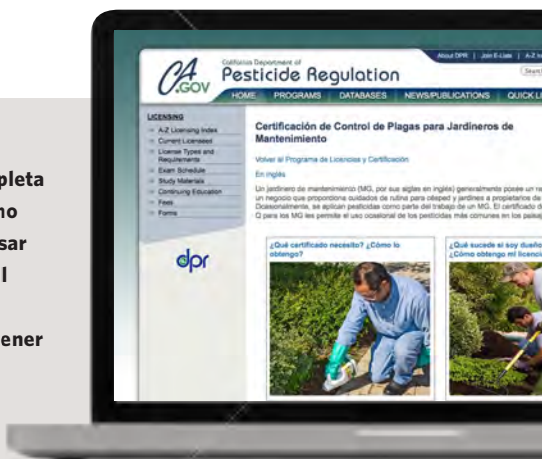 pleta
no
sar
l
ener
CA
.GOV
California Department of
Pesticide Regulation
About DPR | Join E-Lists | A-Z
HOME PROGRAMS DATABASES NEWS/PUBLICATIONS QUICK
LICENSING
A-Z Licensing Index
Current Licensees
License Types and
Requirements
Exam Schedule
Study Materials
Continuing Education
Fees
Forms
dpr
Certificación de Control de Plagas para Jardineros de
Mantenimiento
Volver al Programa de Licencias y Certificación
En inglés
Un jardinero de mantenimiento (MG, por sus siglas en inglés) generalmente posee un
un negocio que proporciona cuidados de rutina para césped y jardines a propietarios de
Ocasionalmente, se aplican pesticidas como parte del trabajo de un MG. El certificado
Q para los MG les permite el uso ocasional de los pesticidas más comunes en los
¿Qué certificado necesito? ¿Cómo lo
obtengo?
¿Qué sucede si soy dueño
¿Cómo obtengo mi